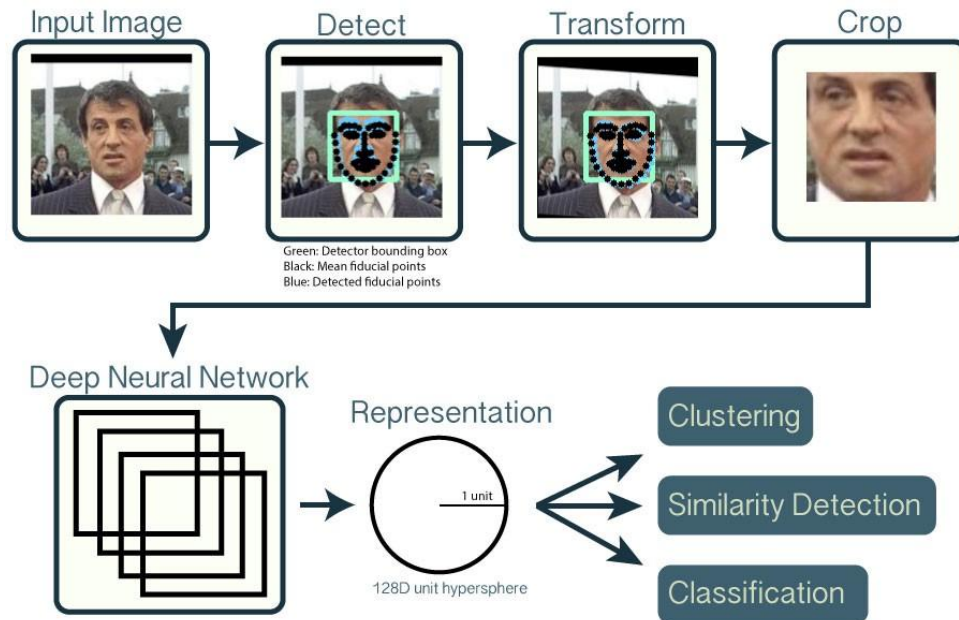 Input Image
Detect
Transform
Crop
Green: Detector bounding box
Black: Mean fiducial points
Blue: Detected fiducial points
Deep Neural Network
Representation
1 unit
128D unit hypersphere
Clustering
Similarity Detection
Classification